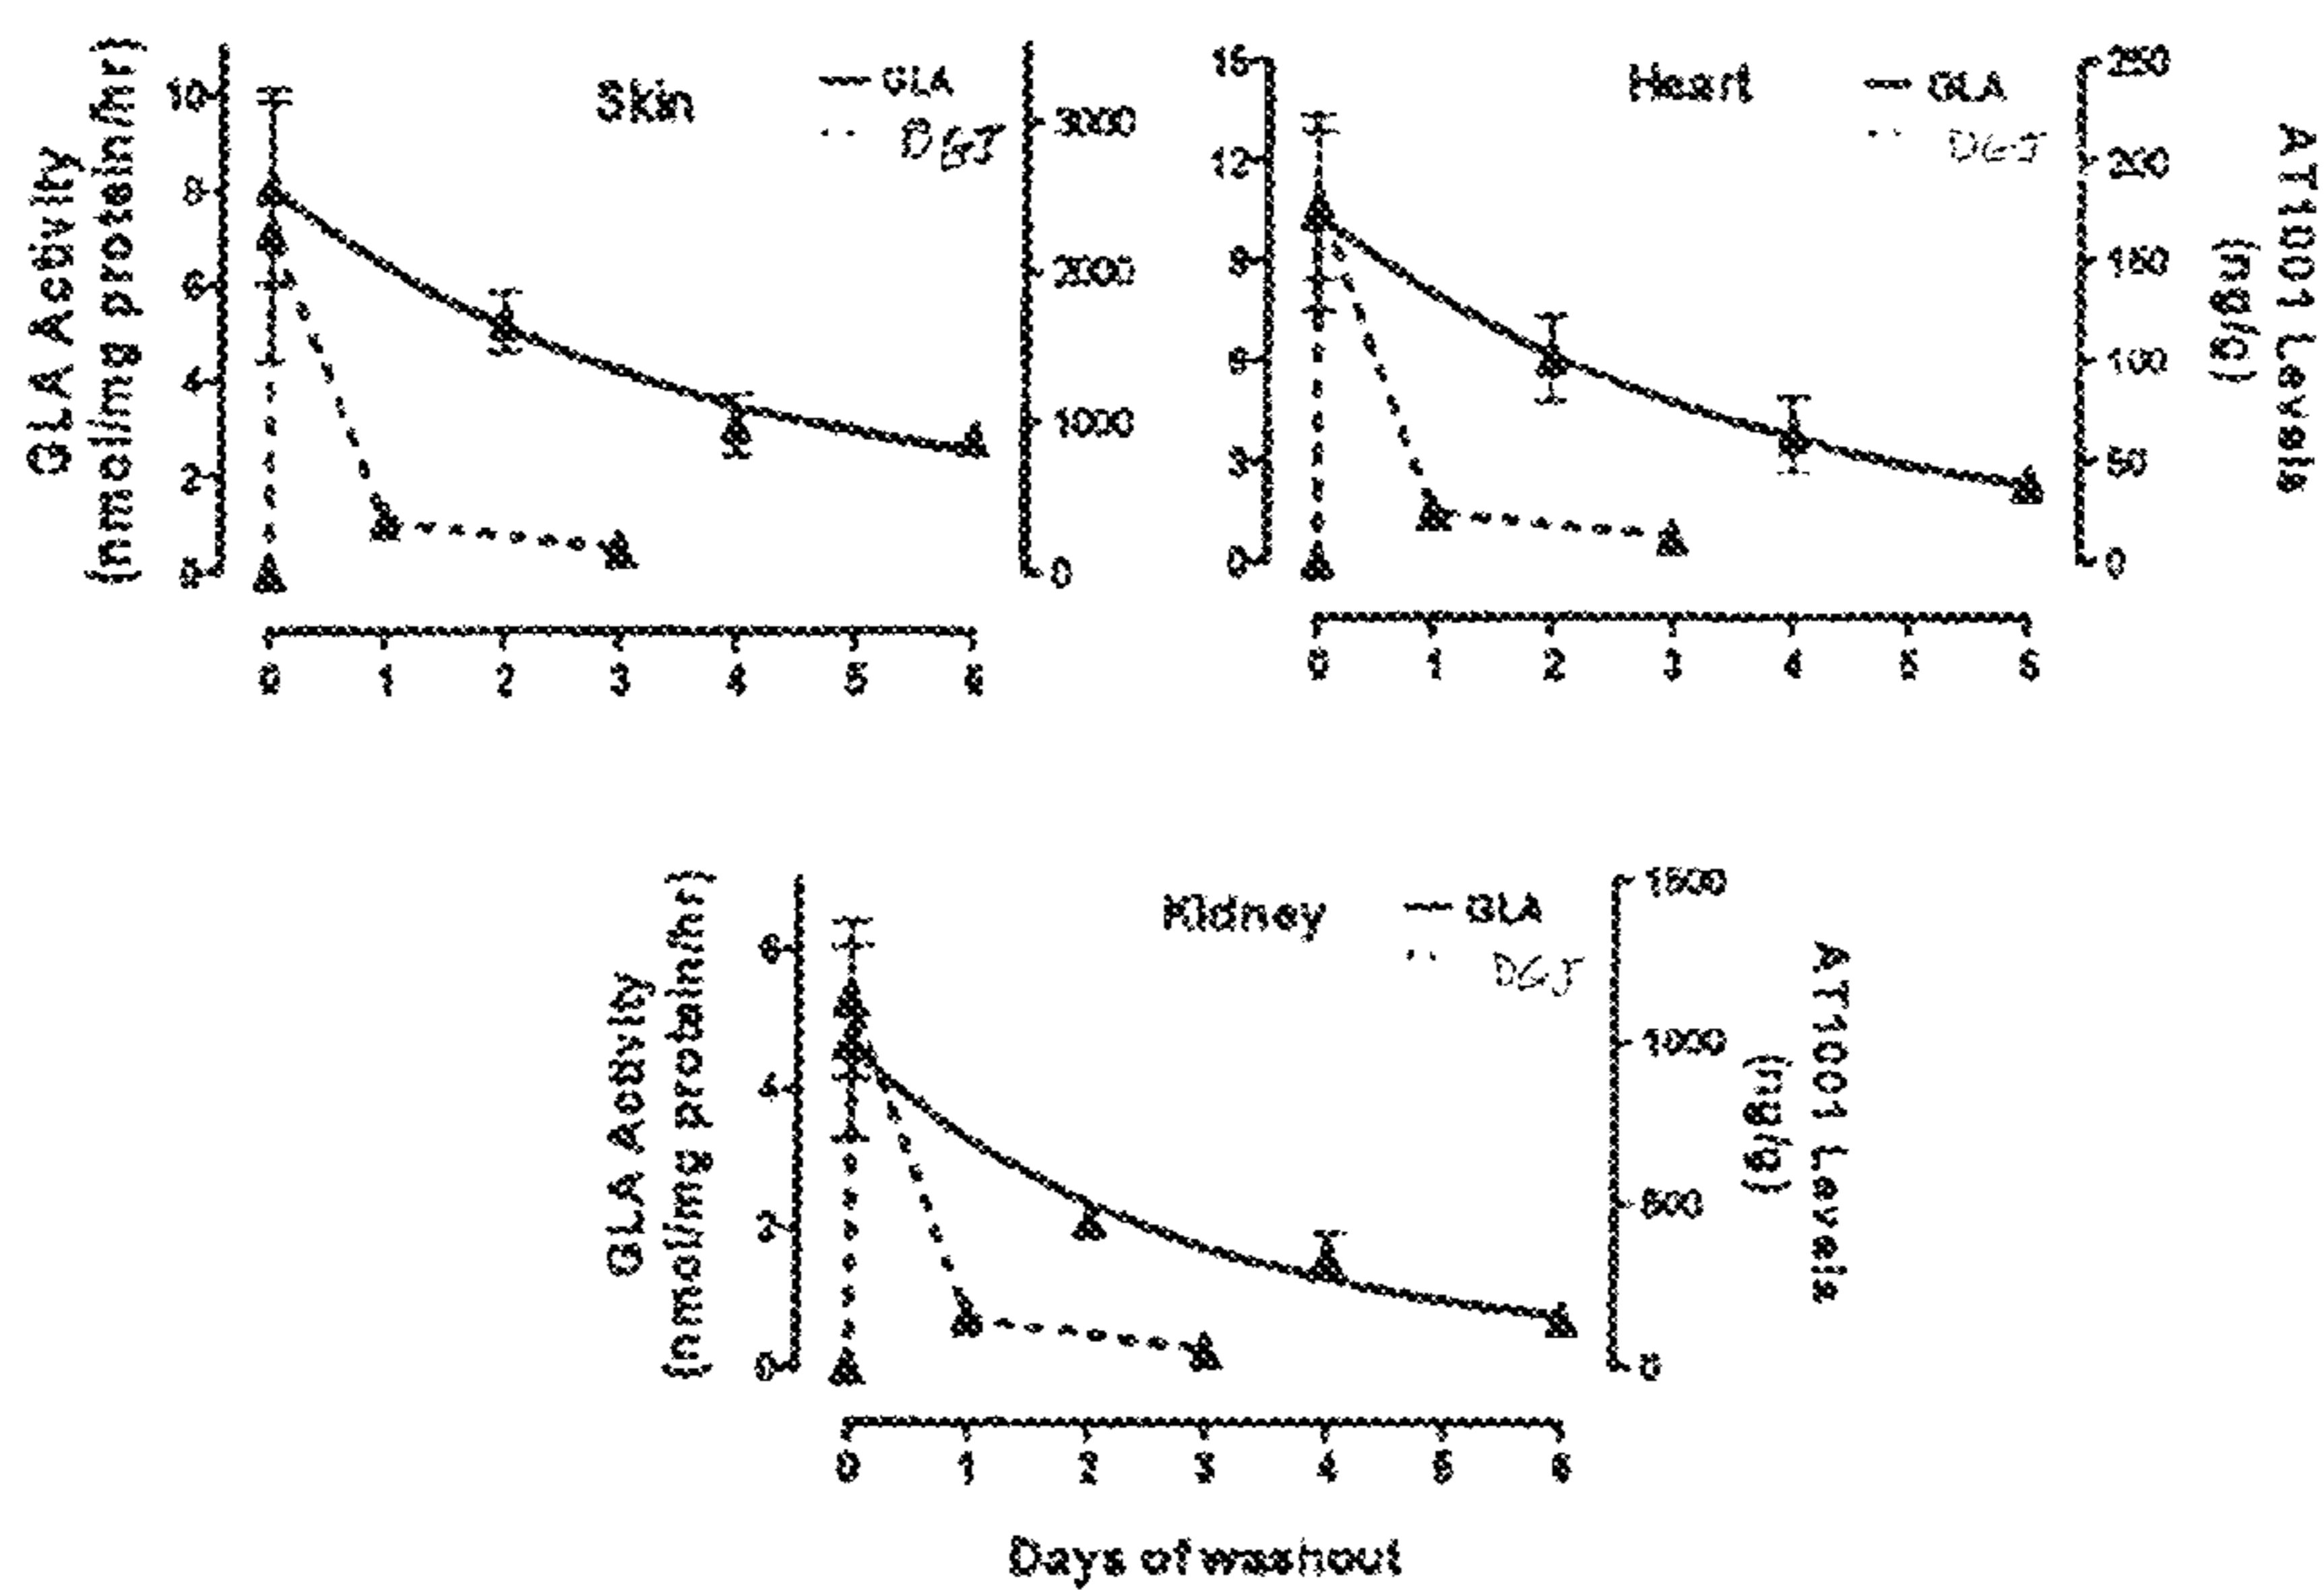 GLA Activity
(nmol/mg protein/hr)
10
8
6
4
2
0
Skin
GLA
DGJ
3000
2000
1000
0
0 1 2 3 4 5 6
15
12
9
6
3
0
Heart
GLA
DGJ
250
200
150
100
50
0
AT1001 Levels
(ng/g)
0 1 2 3 4 5 6
GLA Activity
(nmol/mg protein/hr)
6
4
2
0
Kidney
GLA
DGJ
1500
1000
500
0
AT1001 Levels
(ng/g)
0 1 2 3 4 5 6
Days of washout